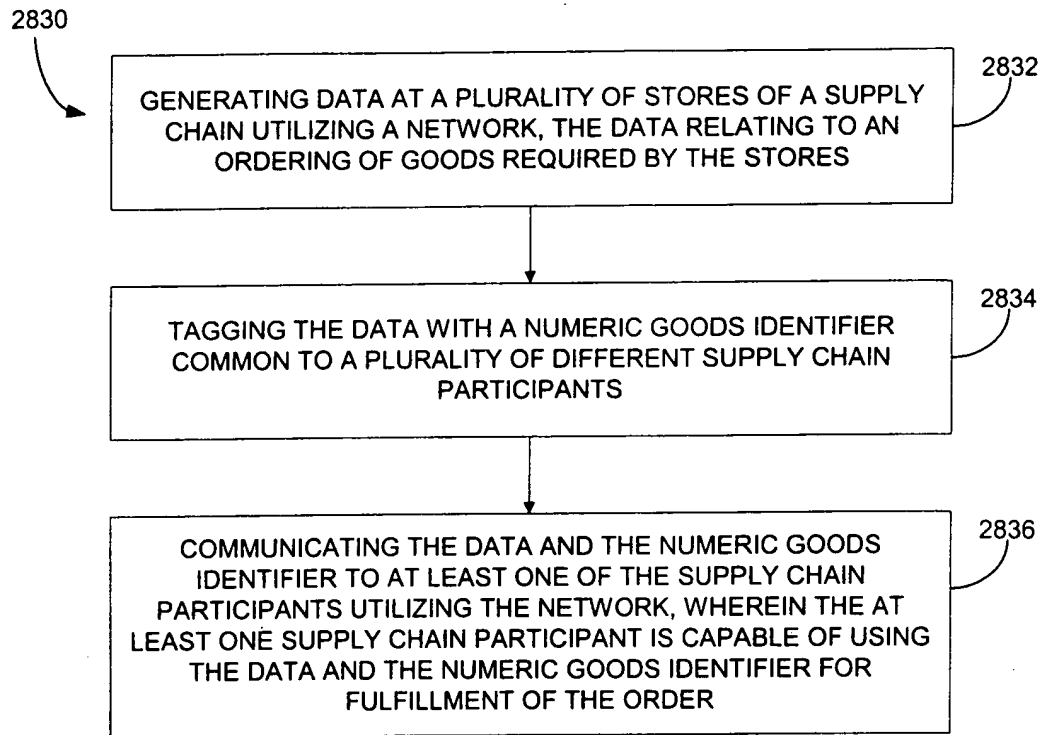 2830
2832
GENERATING DATA AT A PLURALITY OF STORES OF A SUPPLY
CHAIN UTILIZING A NETWORK, THE DATA RELATING TO AN
ORDERING OF GOODS REQUIRED BY THE STORES
2834
TAGGING THE DATA WITH A NUMERIC GOODS IDENTIFIER
COMMON TO A PLURALITY OF DIFFERENT SUPPLY CHAIN
PARTICIPANTS
2836
COMMUNICATING THE DATA AND THE NUMERIC GOODS
IDENTIFIER TO AT LEAST ONE OF THE SUPPLY CHAIN
PARTICIPANTS UTILIZING THE NETWORK, WHEREIN THE AT
LEAST ONE SUPPLY CHAIN PARTICIPANT IS CAPABLE OF USING
THE DATA AND THE NUMERIC GOODS IDENTIFIER FOR
FULFILLMENT OF THE ORDER